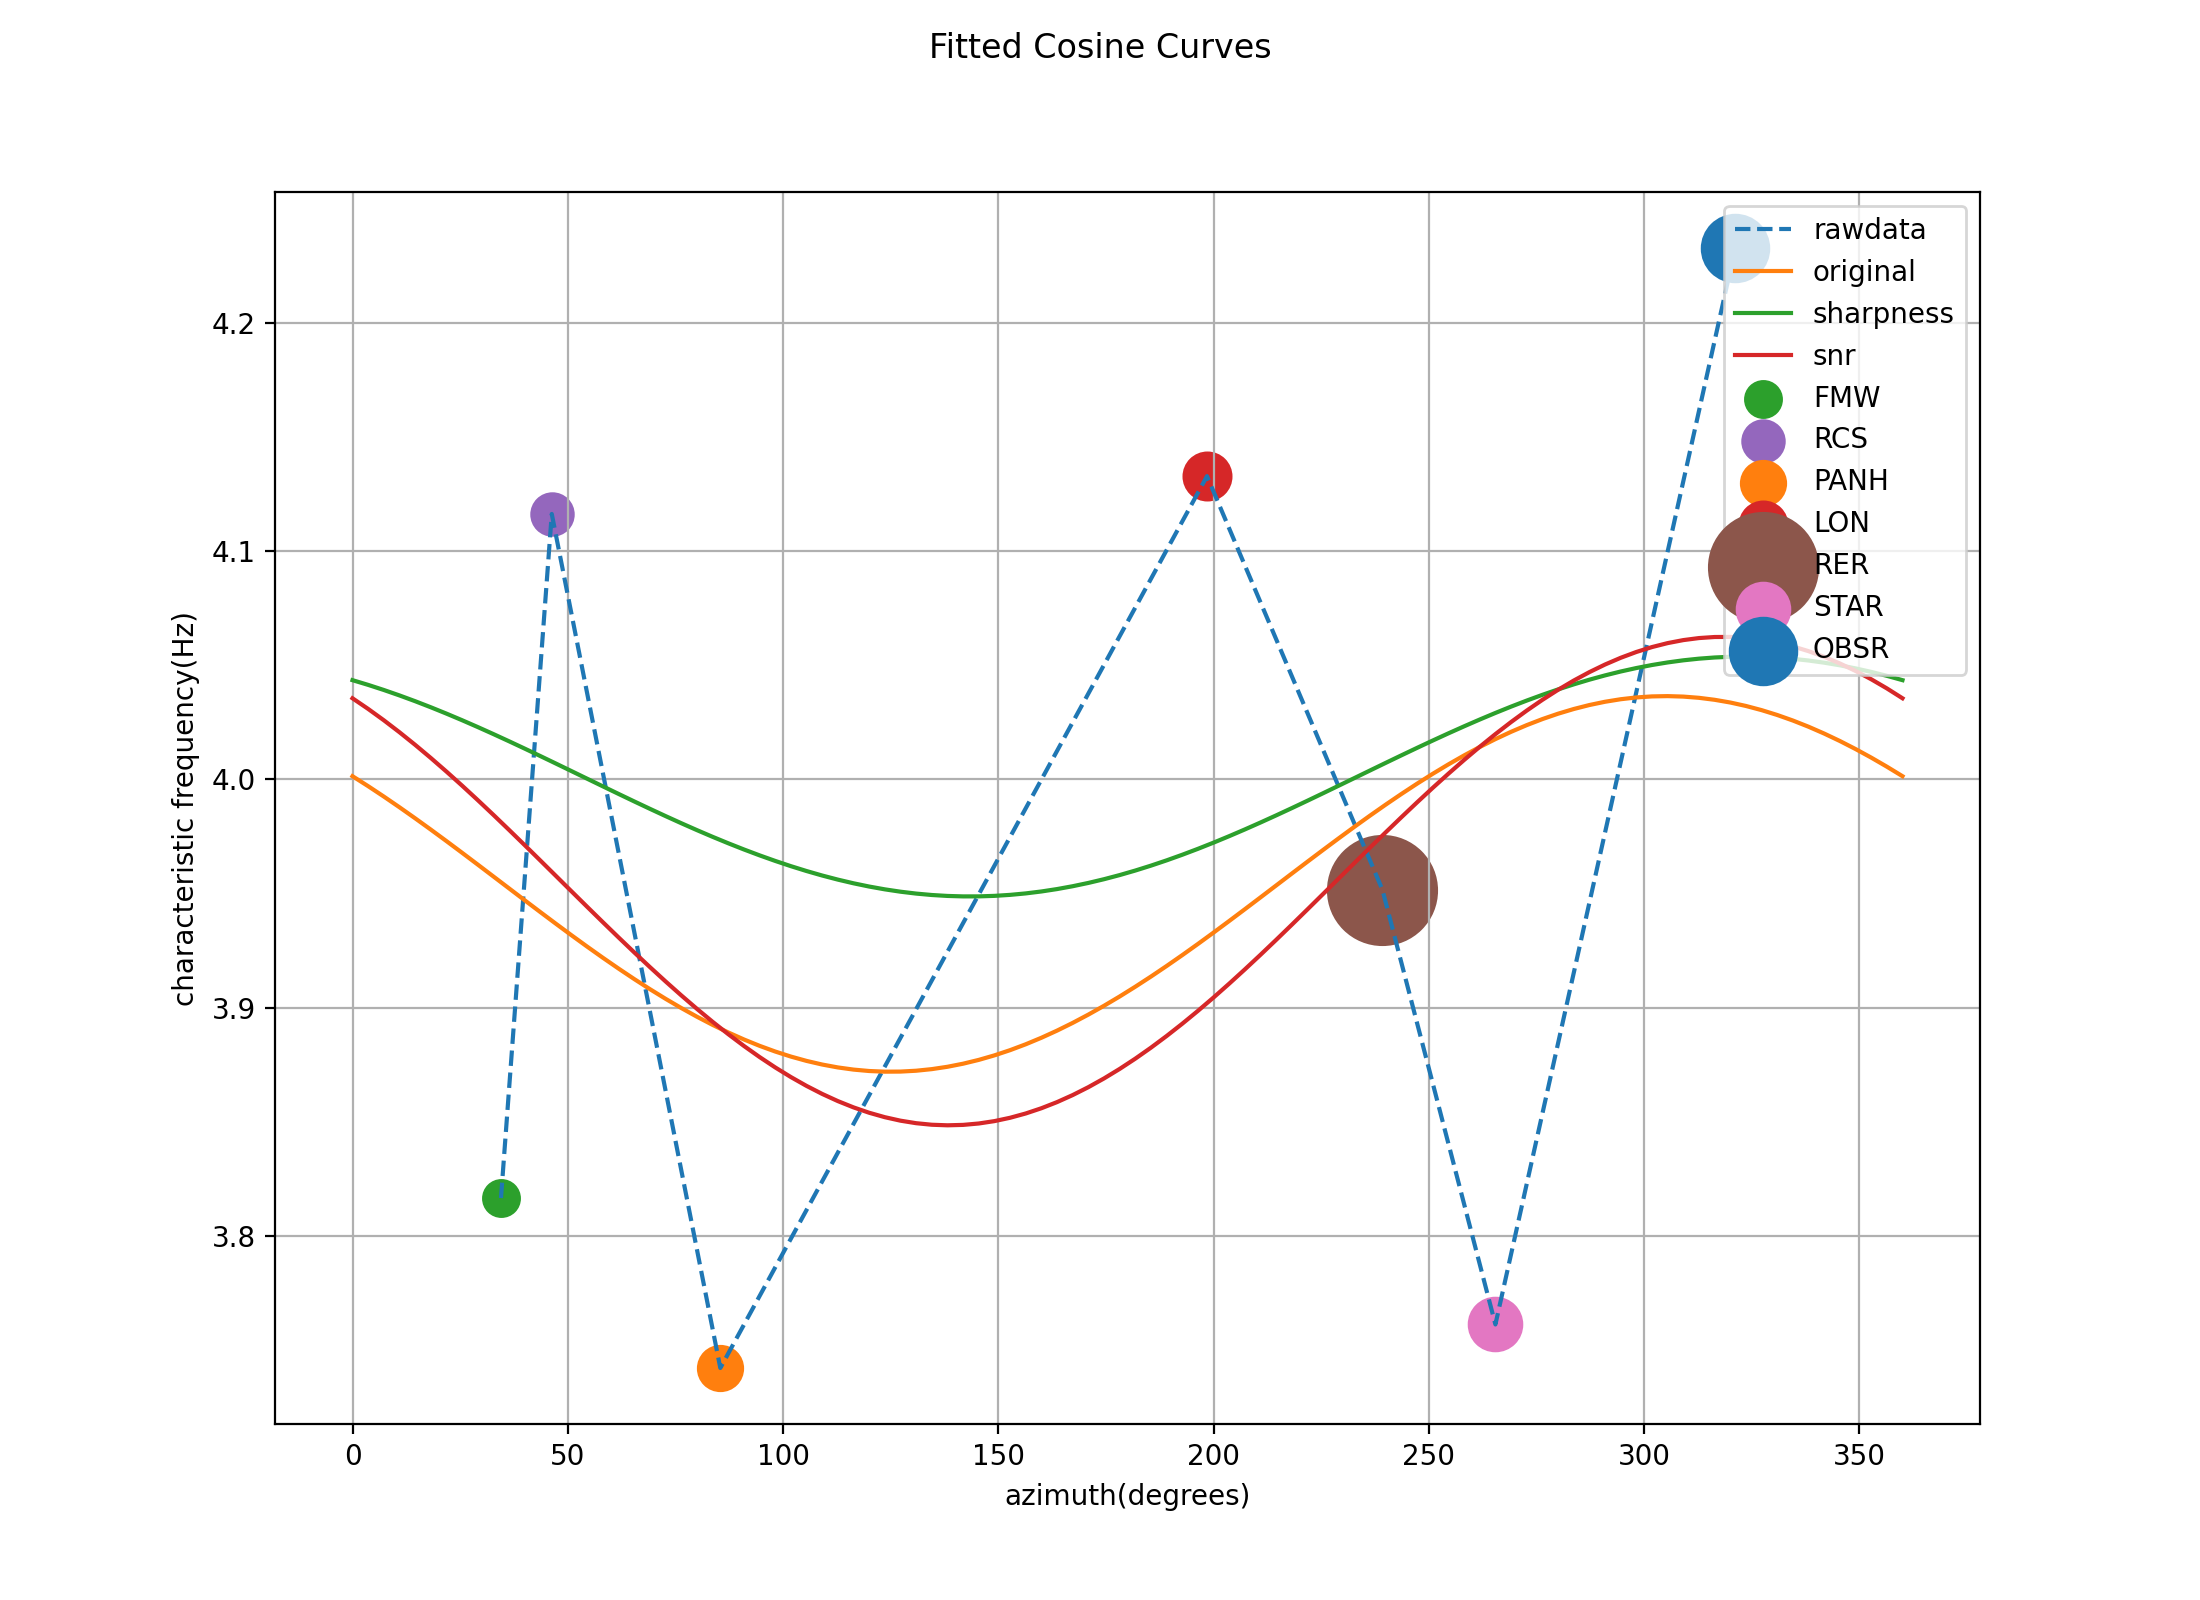 Fitted Cosine Curves
rawdata
original
sharpness
snr
FMW
RCS
PANH
LON
RER
STAR
OBSR
4.2
4.1
4.0
3.9
3.8
characteristic frequency(Hz)
0 50 100 150 200 250 300 350
azimuth(degrees)